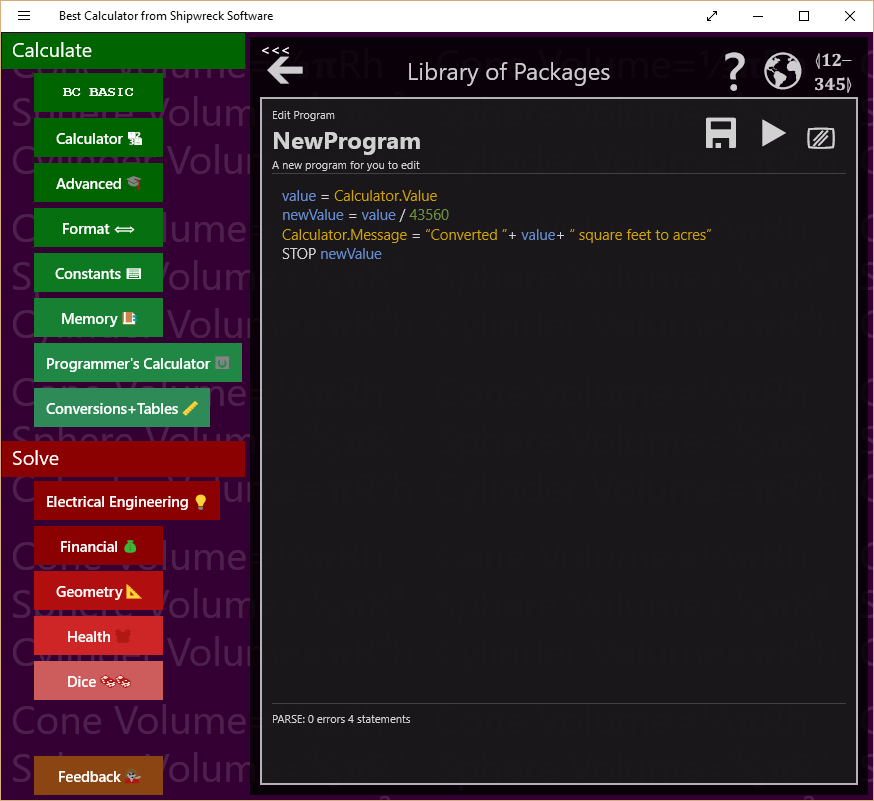 Best Calculator from Shipwreck Software
Calculate
BC BASIC
Calculator
Advanced
Format
Constants
Memory
Programmer's Calculator
Conversions+Tables
Solve
Electrical Engineering
Financial
Geometry
Health
Dice
Feedback
<<<
Library of Packages
?
⟨12–
345⟩
Edit Program
NewProgram
A new program for you to edit
value = Calculator.Value
newValue = value / 43560
Calculator.Message = “Converted ”+ value+ “ square feet to acres”
STOP newValue
PARSE: 0 errors 4 statements